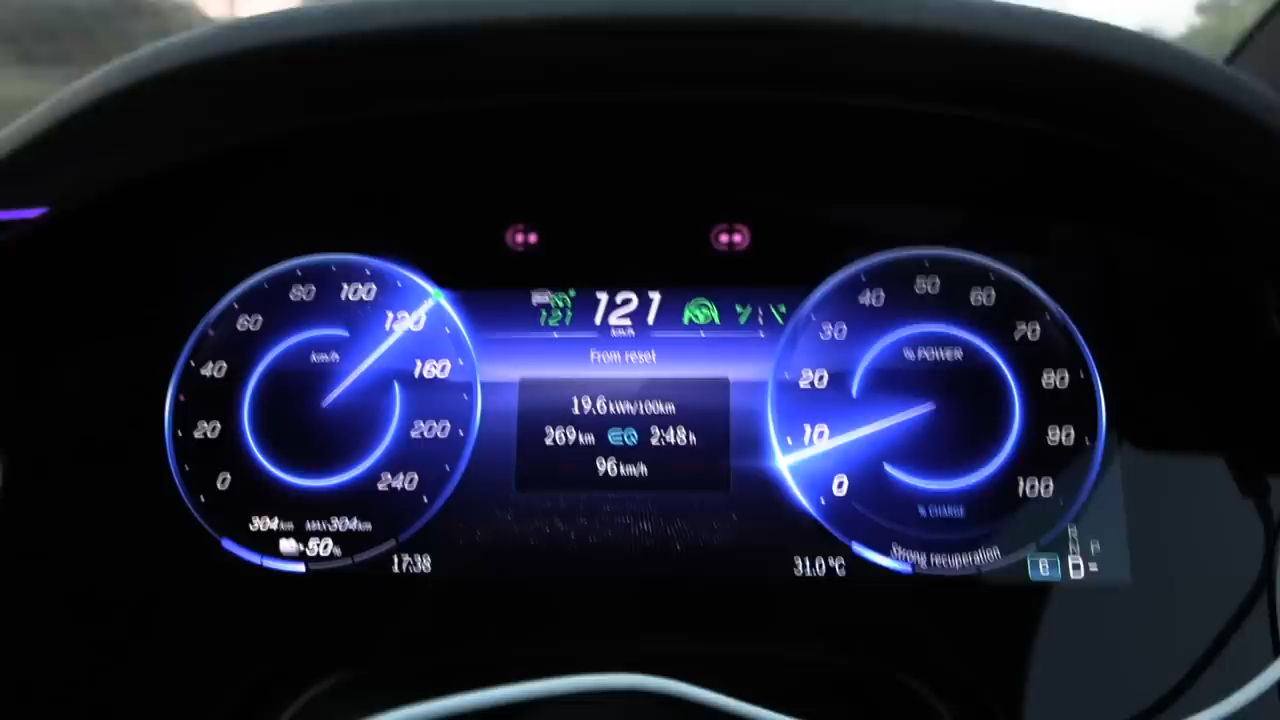 121
121
km/h
From reset
19.6 kWh/100km
269 km EQ 2:48 h
96 km/h
0
20
40
60
80
100
120
160
200
240
km/h
304 km MAX 304 km
50 %
17:38
0
10
20
30
40
50
60
70
80
90
100
% POWER
% CHARGE
Strong recuperation
31.0 °C
R
N
D
P